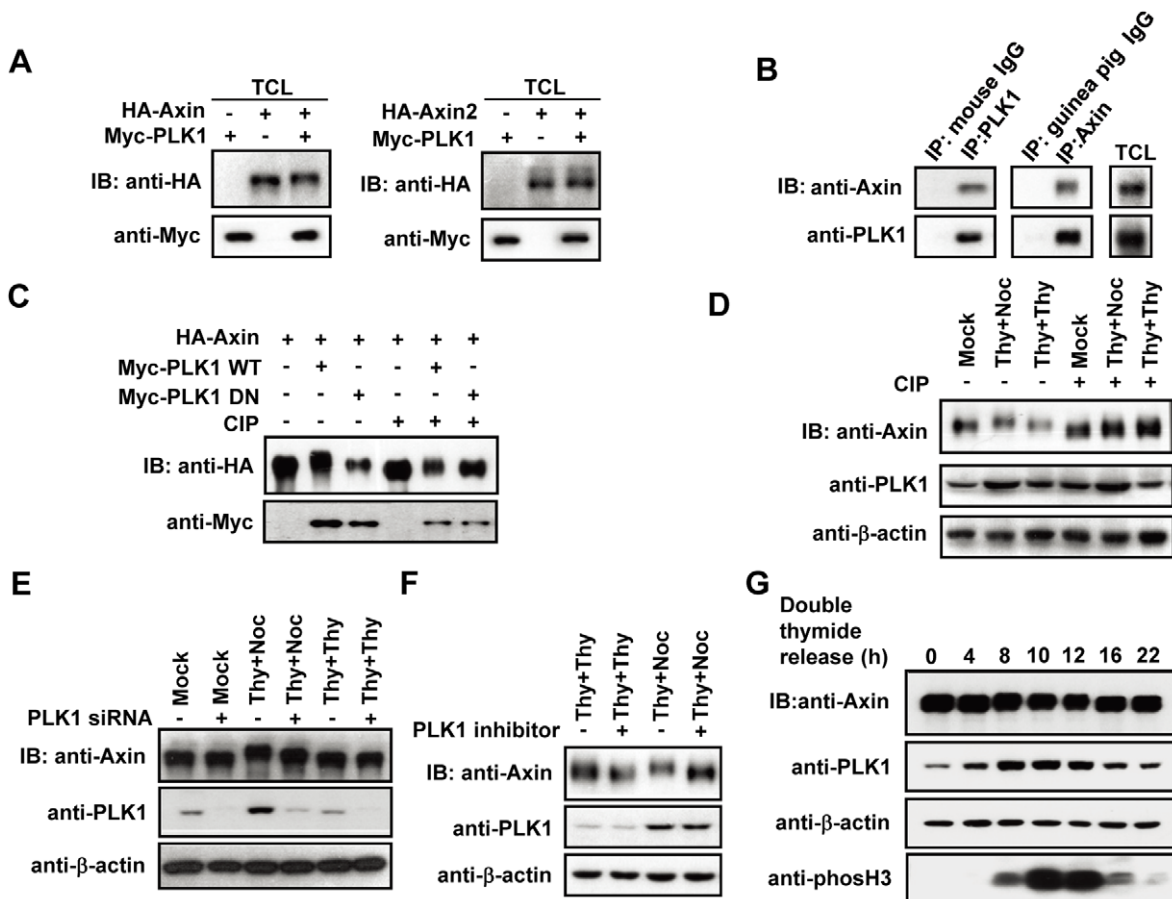 A
TCL
HA-Axin - + +
Myc-PLK1 + - +
IB: anti-HA
anti-Myc
TCL
HA-Axin2 - + +
Myc-PLK1 + - +
IB: anti-HA
anti-Myc
B
IP: mouse IgG
IP:PLK1
IP: guinea pig IgG
IP:Axin
TCL
IB: anti-Axin
anti-PLK1
C
HA-Axin + + + + + +
Myc-PLK1 WT - + - - + -
Myc-PLK1 DN - - + - - +
CIP - - - + + +
IB: anti-HA
anti-Myc
D
Mock Thy+Noc Thy+Thy Mock Thy+Noc Thy+Thy
CIP - - - + + +
IB: anti-Axin
anti-PLK1
anti-β-actin
E
Mock Mock Thy+Noc Thy+Noc Thy+Thy Thy+Thy
PLK1 siRNA - + - + - +
IB: anti-Axin
anti-PLK1
anti-β-actin
F
Thy+Thy Thy+Thy Thy+Noc Thy+Noc
PLK1 inhibitor - + - +
IB: anti-Axin
anti-PLK1
anti-β-actin
G
Double
thymide
release (h) 0 4 8 10 12 16 22
IB:anti-Axin
anti-PLK1
anti-β-actin
anti-phosH3